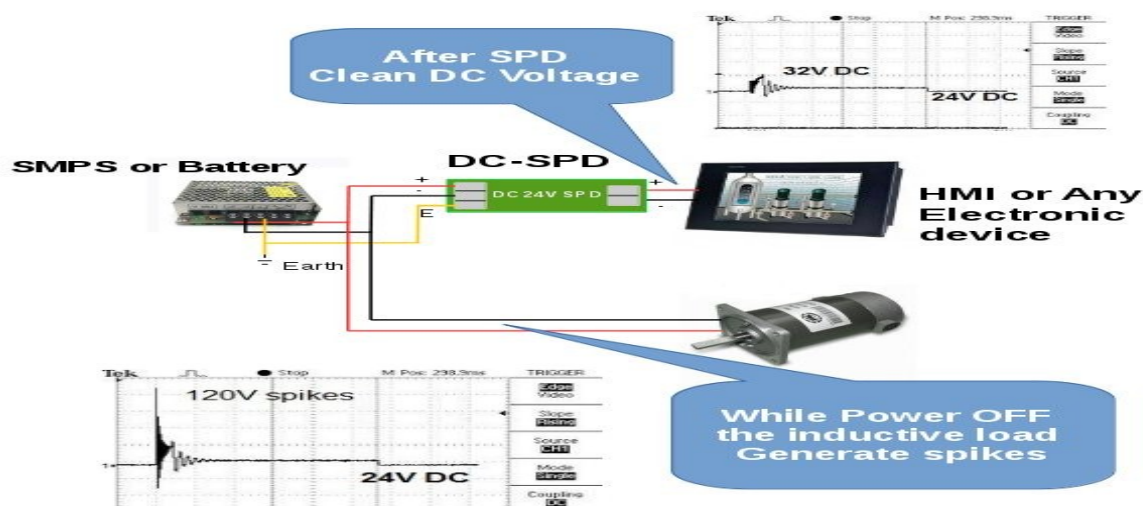 After SPD
Clean DC Voltage
Tek
Stop
M Pos: 298.9ms
TRIGGER
Edge
Video
Slope
Rising
Source
CH1
Mode
Single
Coupling
DC
32V DC
24V DC
SMPS or Battery
DC-SPD
+
-
E
DC 24V SPD
+
-
HMI or Any
Electronic
device
Earth
Tek
Stop
M Pos: 298.9ms
TRIGGER
Edge
Video
Slope
Rising
Source
CH1
Mode
Single
Coupling
DC
120V spikes
24V DC
While Power OFF
the inductive load
Generate spikes